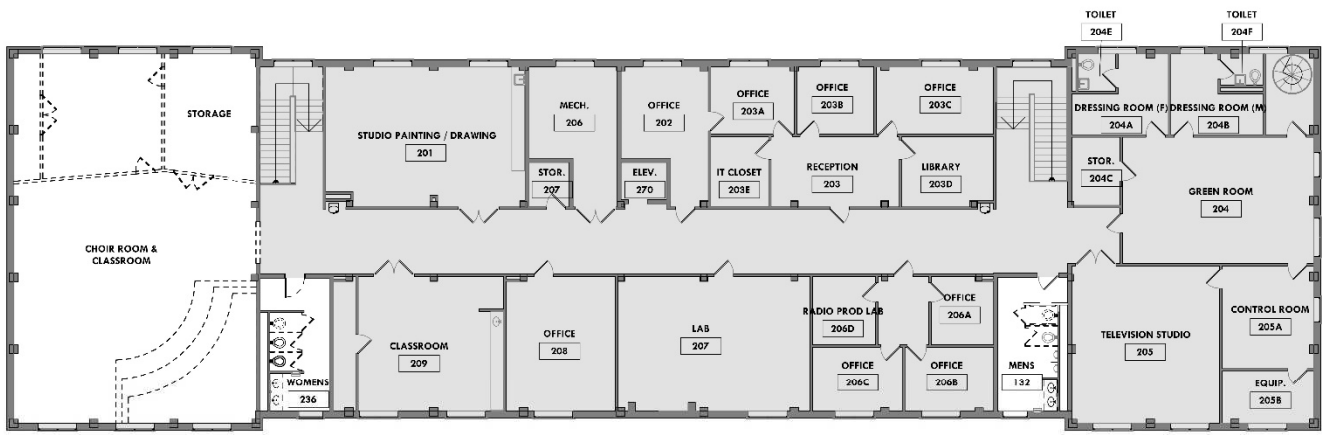 TOILET
204E
TOILET
204F
STORAGE
STUDIO PAINTING / DRAWING
201
MECH.
206
OFFICE
202
OFFICE
203A
OFFICE
203B
OFFICE
203C
DRESSING ROOM (F)
204A
DRESSING ROOM (M)
204B
STOR.
207
ELEV.
270
IT CLOSET
203E
RECEPTION
203
LIBRARY
203D
STOR.
204C
GREEN ROOM
204
CHOIR ROOM &
CLASSROOM
WOMENS
236
CLASSROOM
209
OFFICE
208
LAB
207
RADIO PROD LAB
206D
OFFICE
206A
OFFICE
206C
OFFICE
206B
MENS
132
TELEVISION STUDIO
205
CONTROL ROOM
205A
EQUIP.
205B